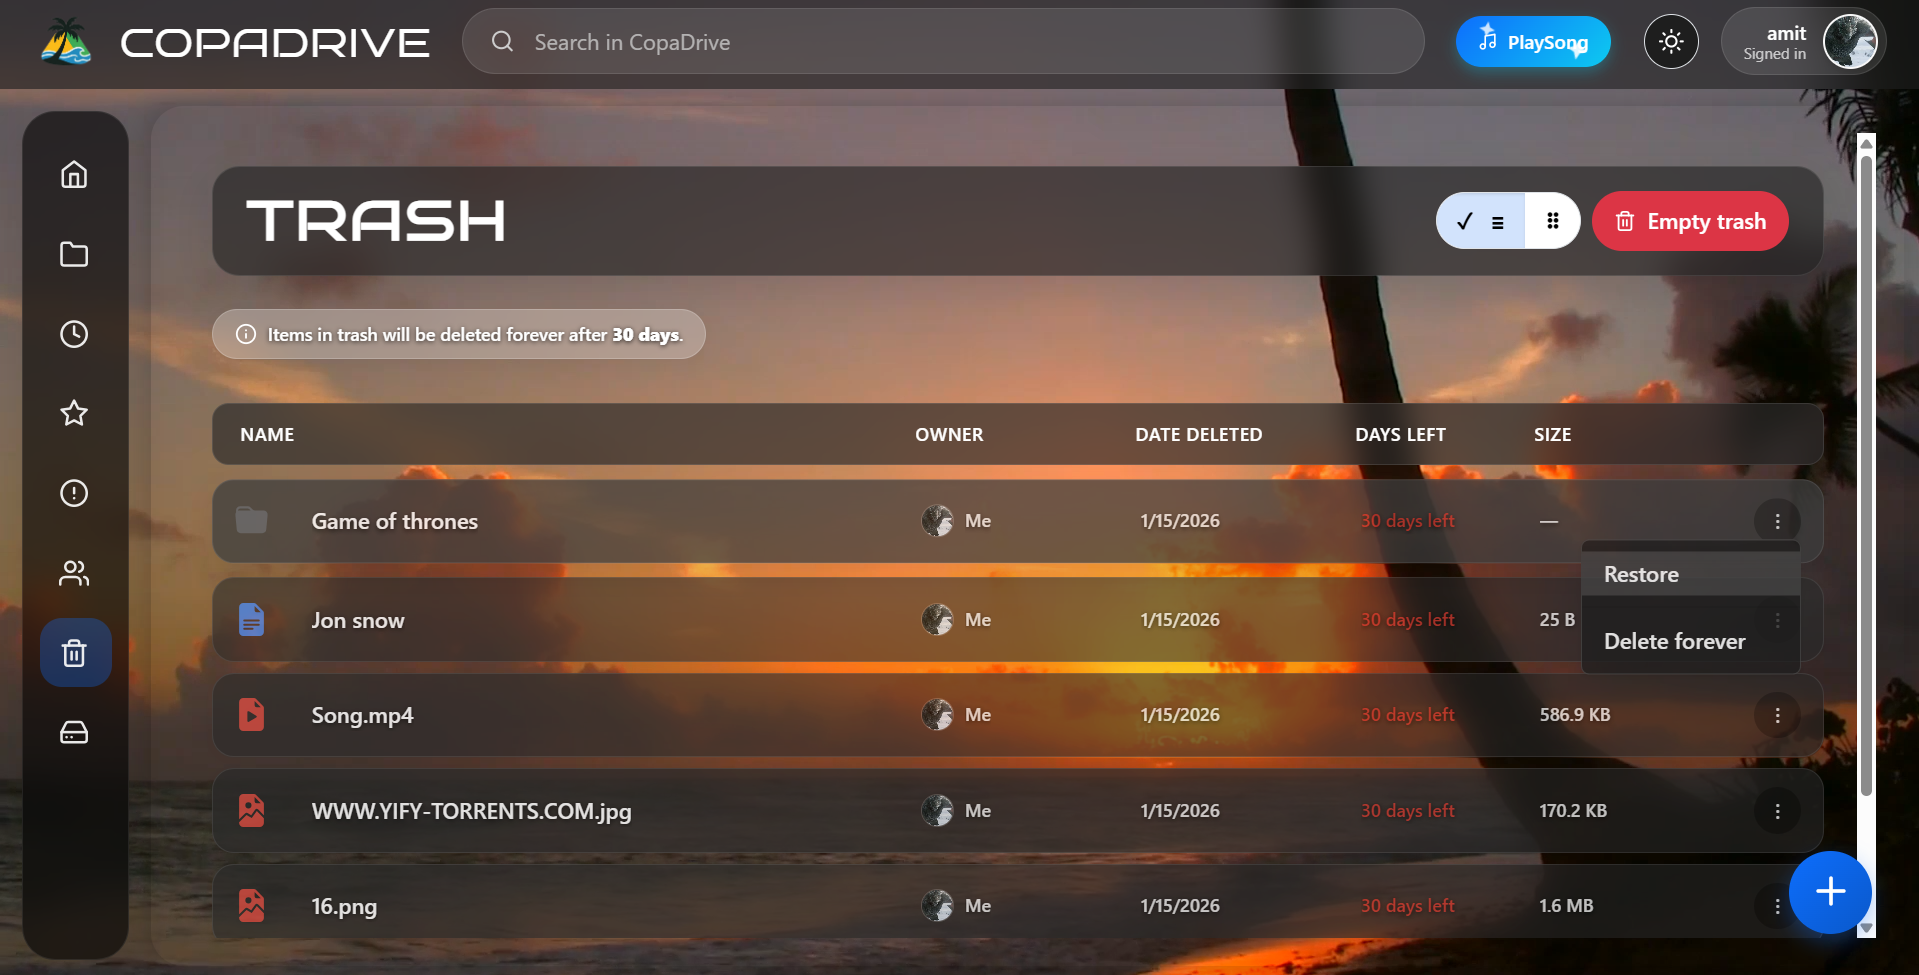 COPADRIVE
Search in CopaDrive
PlaySong
amit
Signed in
TRASH
Empty trash
Items in trash will be deleted forever after 30 days.
NAME OWNER DATE DELETED DAYS LEFT SIZE
Game of thrones Me 1/15/2026 30 days left —
Restore
Jon snow Me 1/15/2026 30 days left 25 B
Delete forever
Song.mp4 Me 1/15/2026 30 days left 586.9 KB
WWW.YIFY-TORRENTS.COM.jpg Me 1/15/2026 30 days left 170.2 KB
16.png Me 1/15/2026 30 days left 1.6 MB